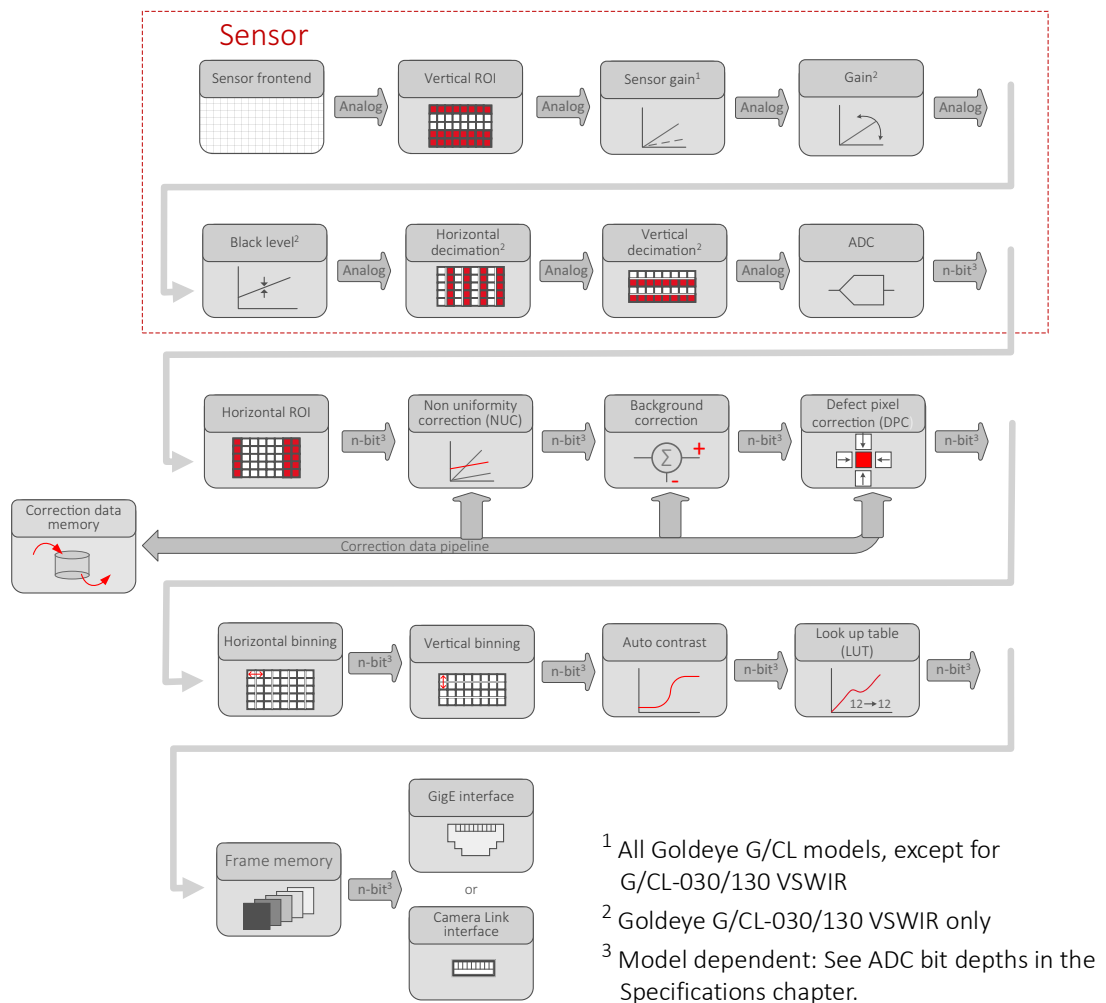 Sensor
Sensor frontend
Analog
Vertical ROI
Analog
Sensor gain¹
Analog
Gain²
Analog
Black level²
Analog
Horizontal
decimation²
Analog
Vertical
decimation²
Analog
ADC
n-bit³
Horizontal ROI
n-bit³
Non uniformity
correction (NUC)
n-bit³
Background
correction
Σ
+
-
n-bit³
Defect pixel
correction (DPC)
n-bit³
Correction data
memory
Correction data pipeline
Horizontal binning
n-bit³
Vertical binning
n-bit³
Auto contrast
n-bit³
Look up table
(LUT)
12→12
n-bit³
Frame memory
n-bit³
GigE interface
or
Camera Link
interface
¹ All Goldeye G/CL models, except for
G/CL-030/130 VSWIR
² Goldeye G/CL-030/130 VSWIR only
³ Model dependent: See ADC bit depths in the
Specifications chapter.